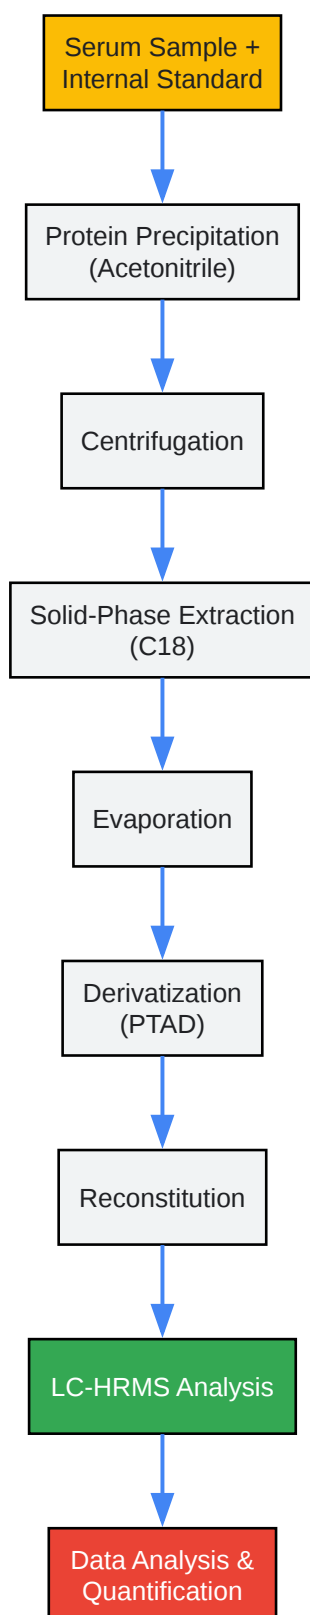 Serum Sample +
Internal Standard
Protein Precipitation
(Acetonitrile)
Centrifugation
Solid-Phase Extraction
(C18)
Evaporation
Derivatization
(PTAD)
Reconstitution
LC-HRMS Analysis
Data Analysis &
Quantification